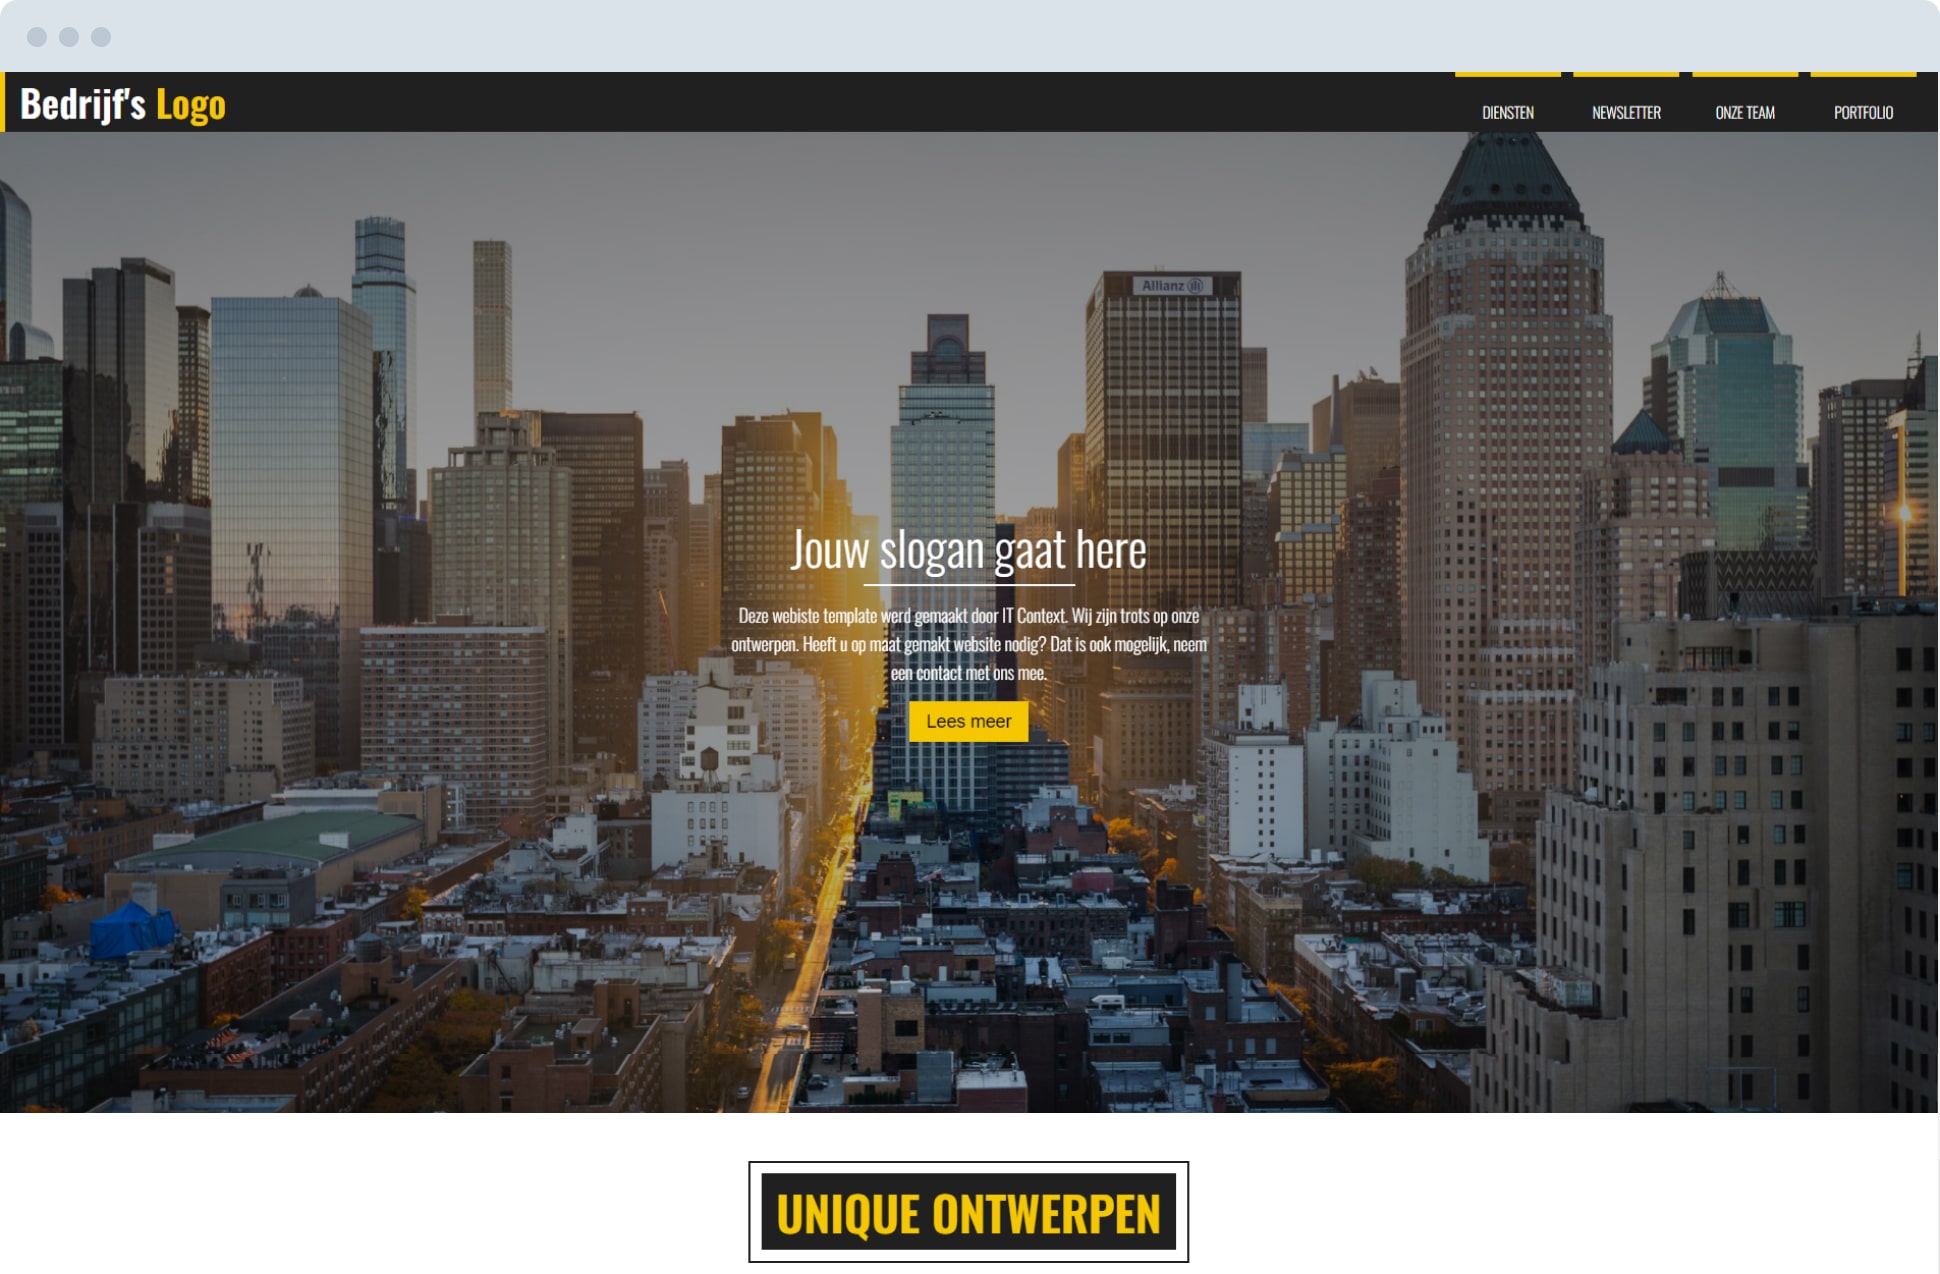 Bedrijf's Logo
DIENSTEN NEWSLETTER ONZE TEAM PORTFOLIO
Allianz
Jouw slogan gaat here
Deze webiste template werd gemaakt door IT Context. Wij zijn trots op onze
ontwerpen. Heeft u op maat gemakt website nodig? Dat is ook mogelijk, neem
een contact met ons mee.
Lees meer
UNIQUE ONTWERPEN